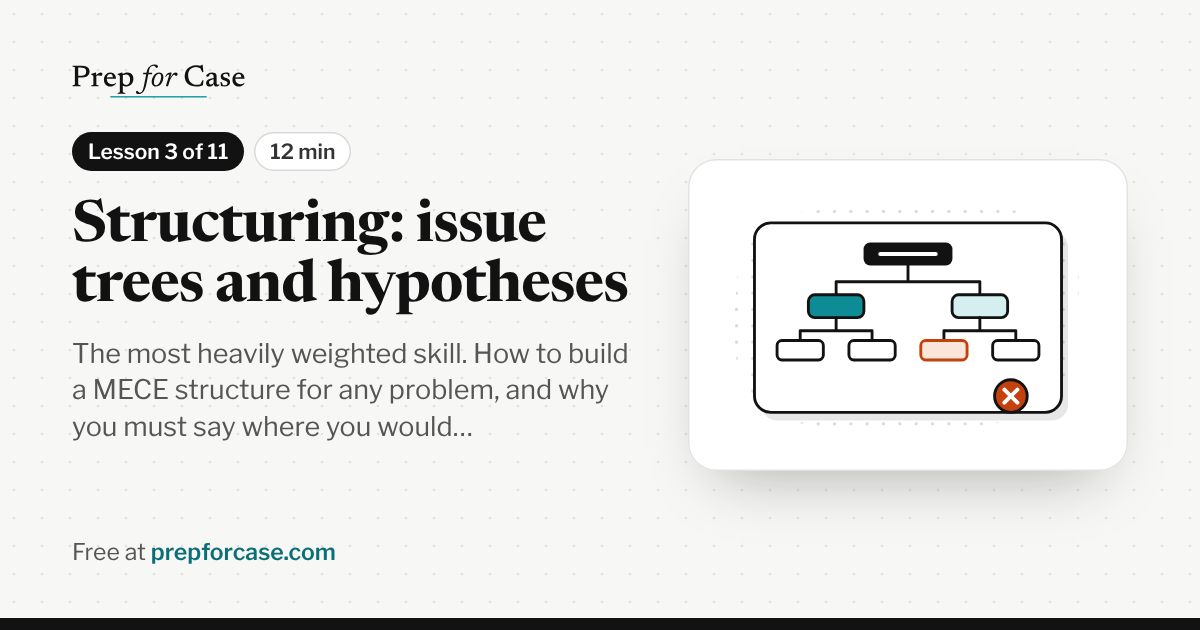 Prep for Case
Lesson 3 of 11
12 min
Structuring: issue
trees and hypotheses
The most heavily weighted skill. How to build
a MECE structure for any problem, and why
you must say where you would...
Free at prepforcase.com